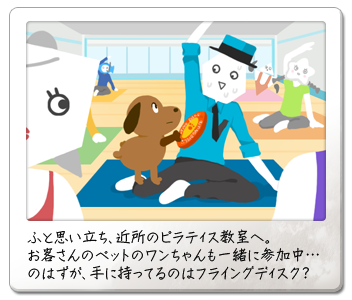 ふと思い立ち、近所のピラティス教室へ。
お客さんのペットのワンちゃんも一緒に参加中…
のはずが、手に持ってるのはフライングディスク?